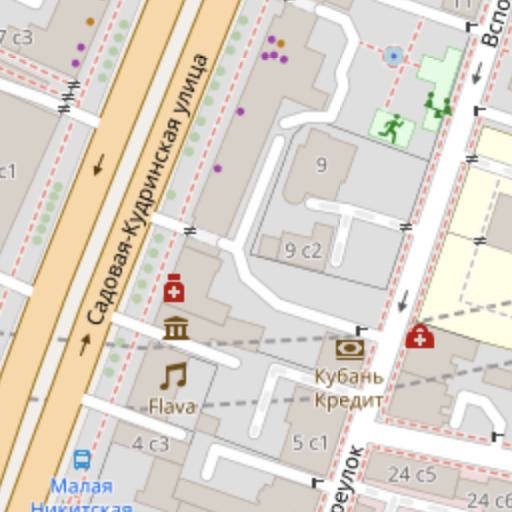 7 с3
11
Вспо
с1
Садовая-Кудринская улица
9
9 с2
Кубань
Кредит
Flava
4 с3
5 с1
24 с5
24 с6
реулок
Малая
Никитская